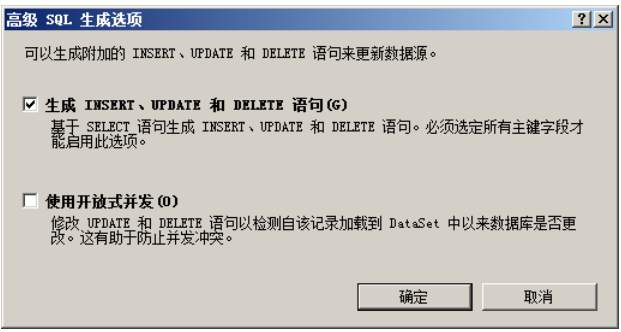 高级 SQL 生成选项
可以生成附加的 INSERT、UPDATE 和 DELETE 语句来更新数据源。
生成 INSERT、UPDATE 和 DELETE 语句(G)
基于 SELECT 语句生成 INSERT、UPDATE 和 DELETE 语句。必须选定所有主键字段才
能启用此选项。
使用开放式并发(O)
修改 UPDATE 和 DELETE 语句以检测自该记录加载到 DataSet 中以来数据库是否更
改。这有助于防止并发冲突。
确定 取消